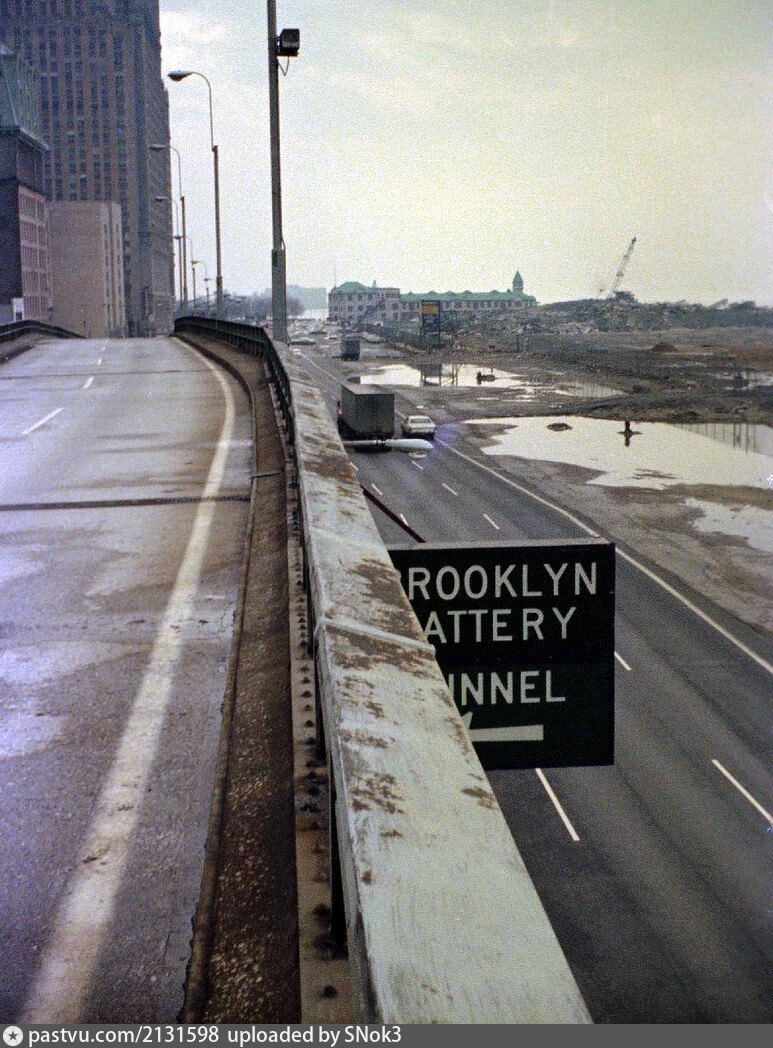 ROOKLYN
ATTERY
NNEL
pastvu.com/2131598 uploaded by SNok3